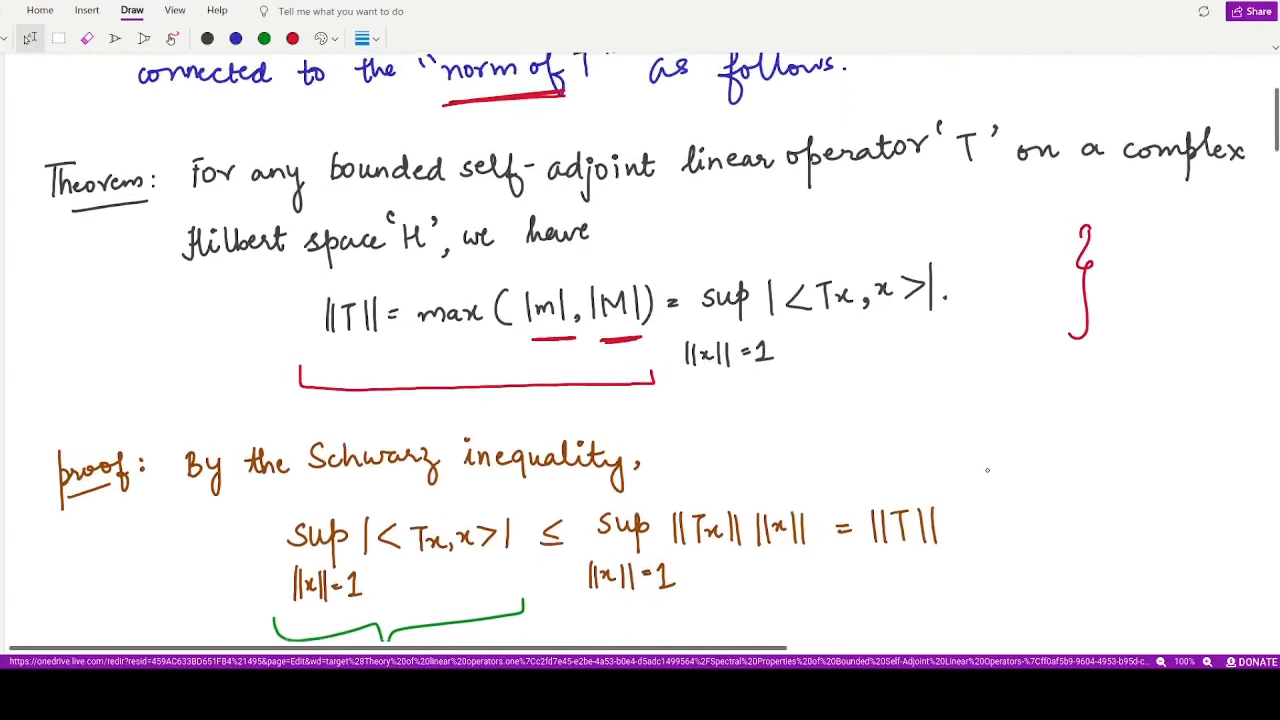 Home Insert Draw View Help Tell me what you want to do Share
connected to the "norm of T" as follows.
Theorem: For any bounded self-adjoint linear operator 'T' on a complex
Hilbert space 'H', we have
||T|| = max (|m|, |M|) = sup |<Tx, x>|.
||x|| = 1
proof: By the Schwarz inequality,
sup |<Tx, x>| ≤ sup ||Tx|| ||x|| = ||T||
||x|| = 1 ||x|| = 1
100% DONATE